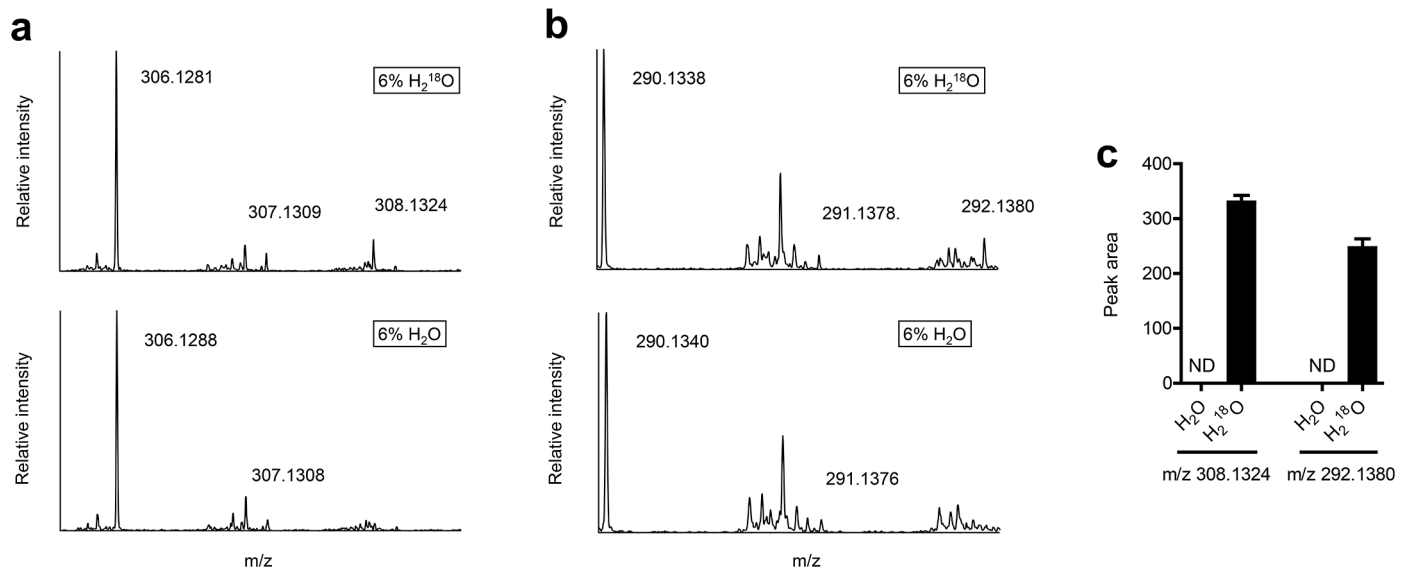 a
Relative intensity
306.1281
6% H₂¹⁸O
307.1309
308.1324
Relative intensity
306.1288
6% H₂O
307.1308
m/z
b
Relative intensity
290.1338
6% H₂¹⁸O
291.1378.
292.1380
Relative intensity
290.1340
6% H₂O
291.1376
m/z
c
Peak area
400
300
200
100
0
ND
ND
H₂O
H₂¹⁸O
H₂O
H₂¹⁸O
m/z 308.1324
m/z 292.1380